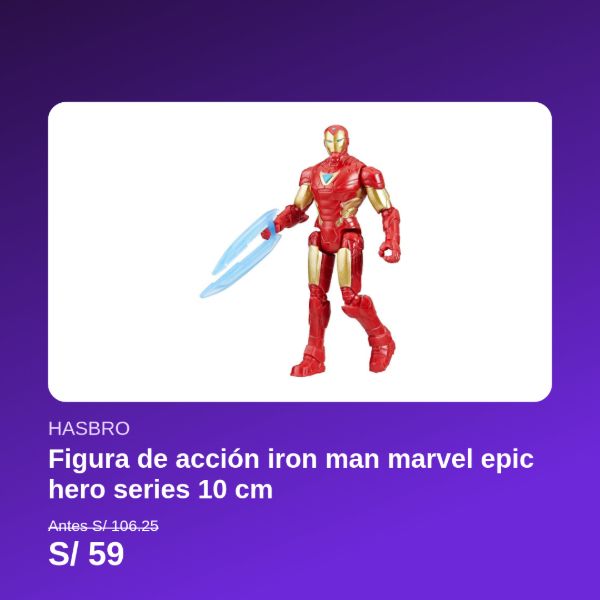 HASBRO
Figura de acción iron man marvel epic
hero series 10 cm
Antes S/ 106.25
S/ 59